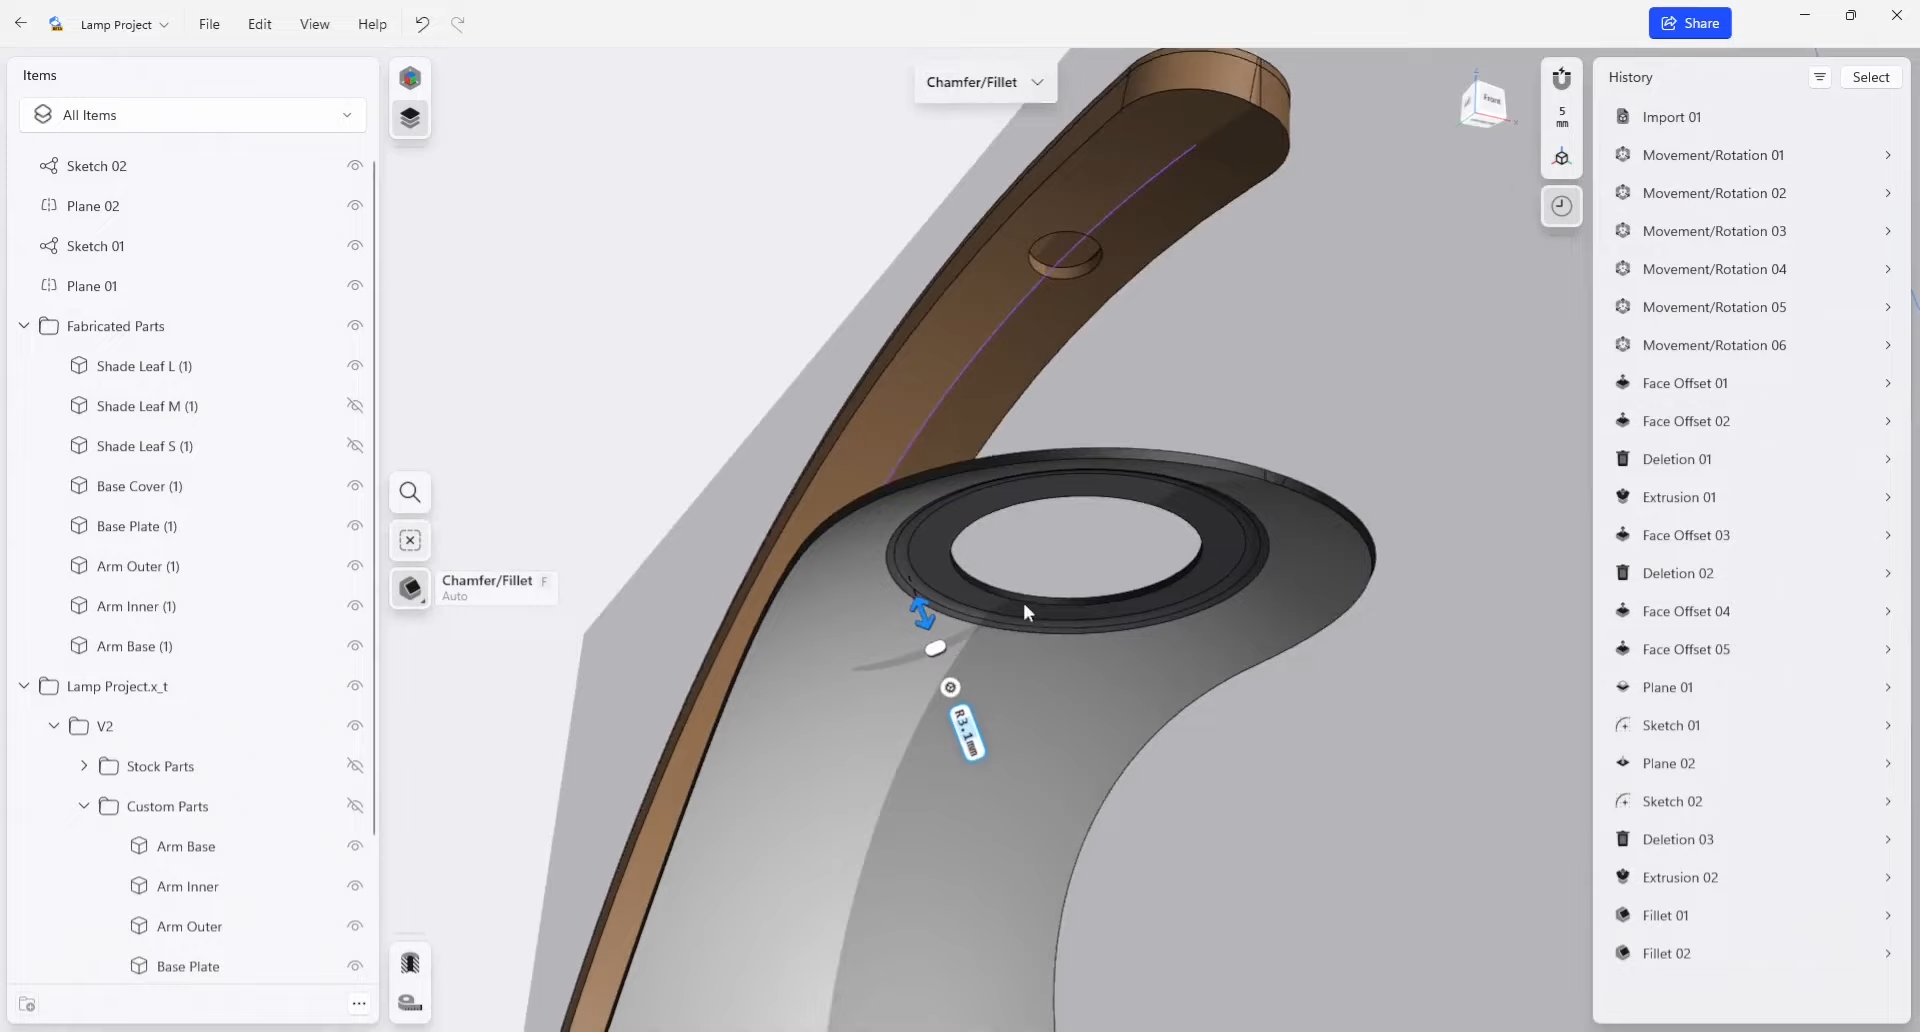 Lamp Project
File
Edit
View
Help
Share
Items
All Items
Sketch 02
Plane 02
Sketch 01
Plane 01
Fabricated Parts
Shade Leaf L (1)
Shade Leaf M (1)
Shade Leaf S (1)
Base Cover (1)
Base Plate (1)
Arm Outer (1)
Arm Inner (1)
Arm Base (1)
Lamp Project.x_t
V2
Stock Parts
Custom Parts
Arm Base
Arm Inner
Arm Outer
Base Plate
Chamfer/Fillet F
Auto
Chamfer/Fillet
R3.1mm
Front
5
mm
History
Select
Import 01
Movement/Rotation 01
Movement/Rotation 02
Movement/Rotation 03
Movement/Rotation 04
Movement/Rotation 05
Movement/Rotation 06
Face Offset 01
Face Offset 02
Deletion 01
Extrusion 01
Face Offset 03
Deletion 02
Face Offset 04
Face Offset 05
Plane 01
Sketch 01
Plane 02
Sketch 02
Deletion 03
Extrusion 02
Fillet 01
Fillet 02